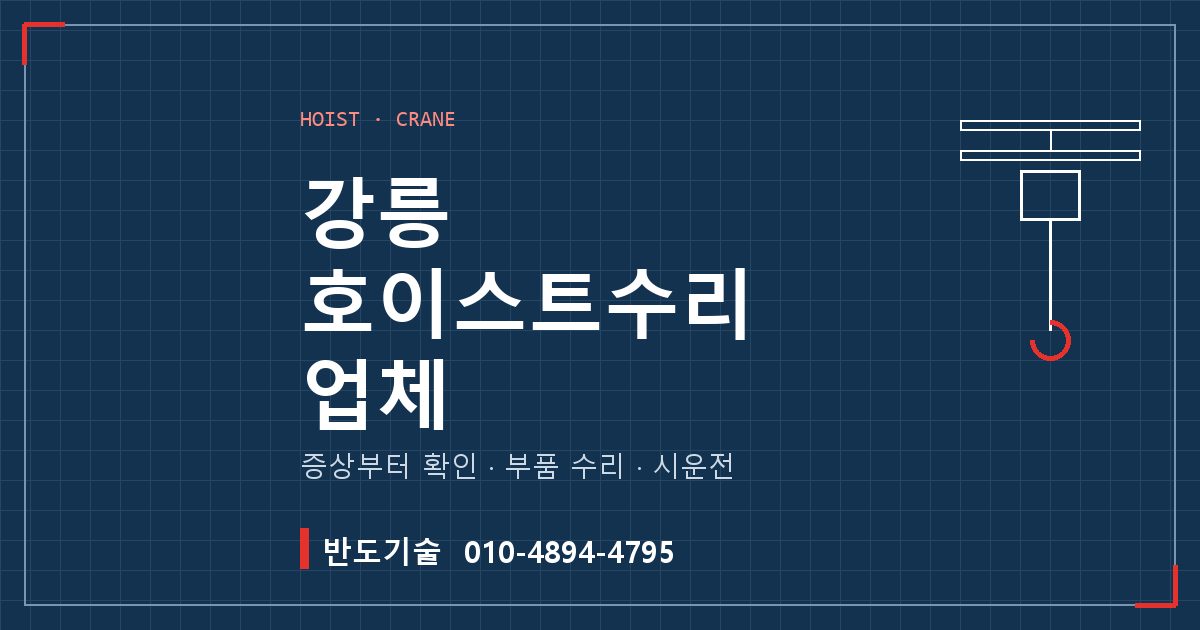 HOIST · CRANE
강릉
호이스트수리
업체
증상부터 확인 · 부품 수리 · 시운전
반도기술 010-4894-4795